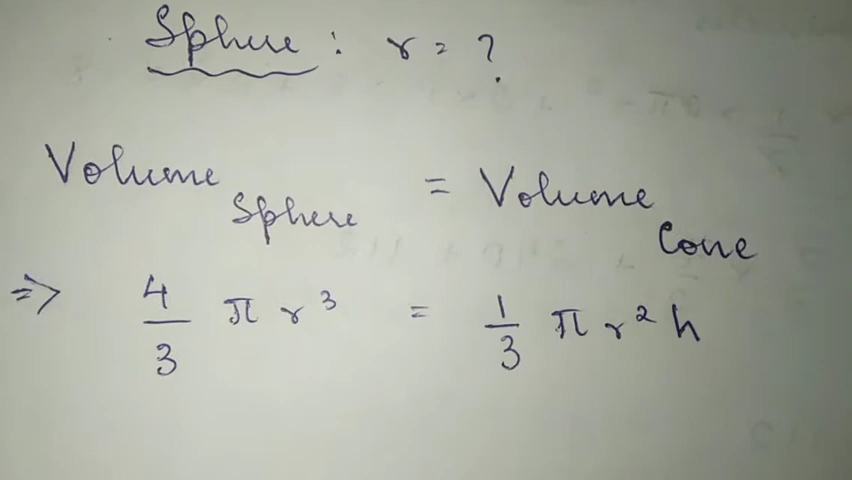 Sphere : r = ?
Volume Sphere = Volume Cone
=> 4/3 π r³ = 1/3 π r² h